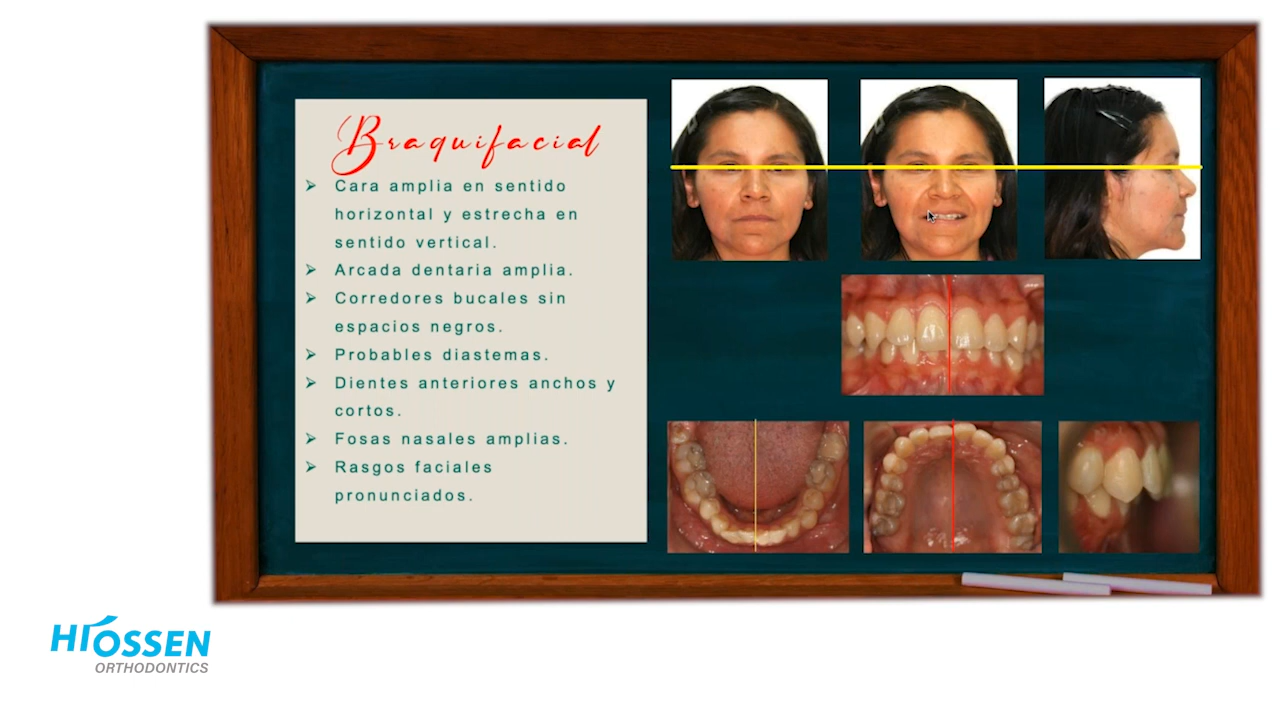 Braquifacial
➢ Cara amplia en sentido
horizontal y estrecha en
sentido vertical.
➢ Arcada dentaria amplia.
➢ Corredores bucales sin
espacios negros.
➢ Probables diastemas.
➢ Dientes anteriores anchos y
cortos.
➢ Fosas nasales amplias.
➢ Rasgos faciales
pronunciados.
HIOSSEN
ORTHODONTICS